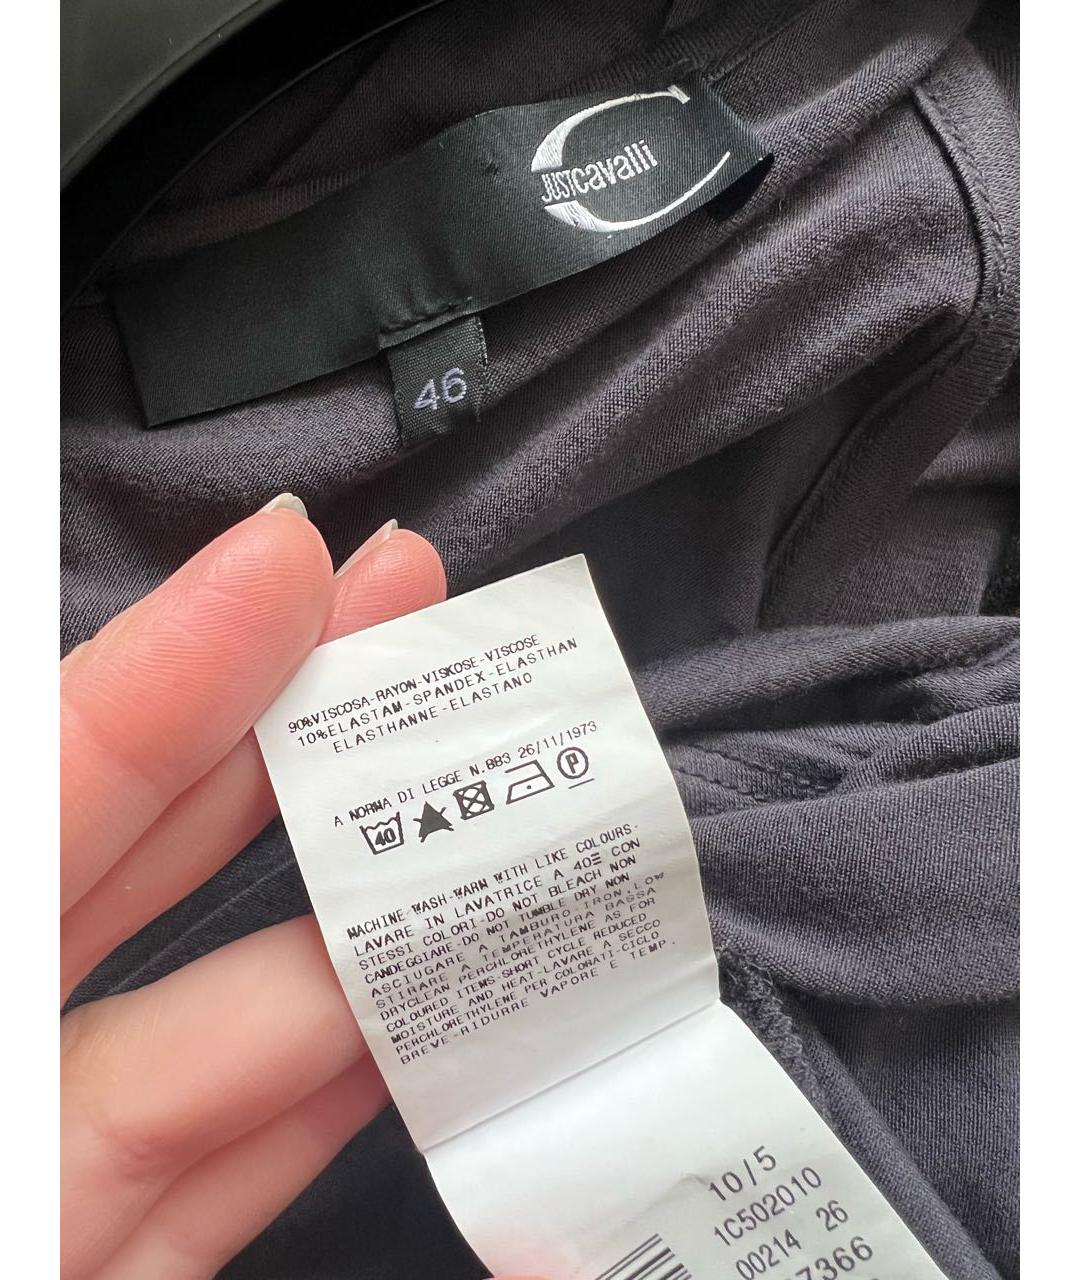 JUST cavalli
46
90%VISCOSA-RAYON-VISKOSE-VISCOSE
10%ELASTAM-SPANDEX-ELASTHAN
ELASTHANNE-ELASTANO
A NORMA DI LEGGE N.883 26/11/1973
40 P
MACHINE-WASH-WARM WITH LIKE COLOURS-
LAVARE IN LAVATRICE A 40☰ CON
STESSI COLORI-DO NOT BLEACH NON
CANDEGGIARE-DO NOT TUMBLE DRY NON
ASCIUGARE A TAMBURO IRON.LOW
STIRARE A TEMPERATURA BASSA
DRYCLEAN PERCHLORETHYLENE AS FOR
COLOURED ITEMS-SHORT CYCLE REDUCED
MOISTURE AND HEAT-LAVARE A SECCO
PERCHLORETHYLENE PER COLORATI-CICLO
BREVE-RIDURRE VAPORE E TEMP.
10/5
1C502010
00214 26
7366